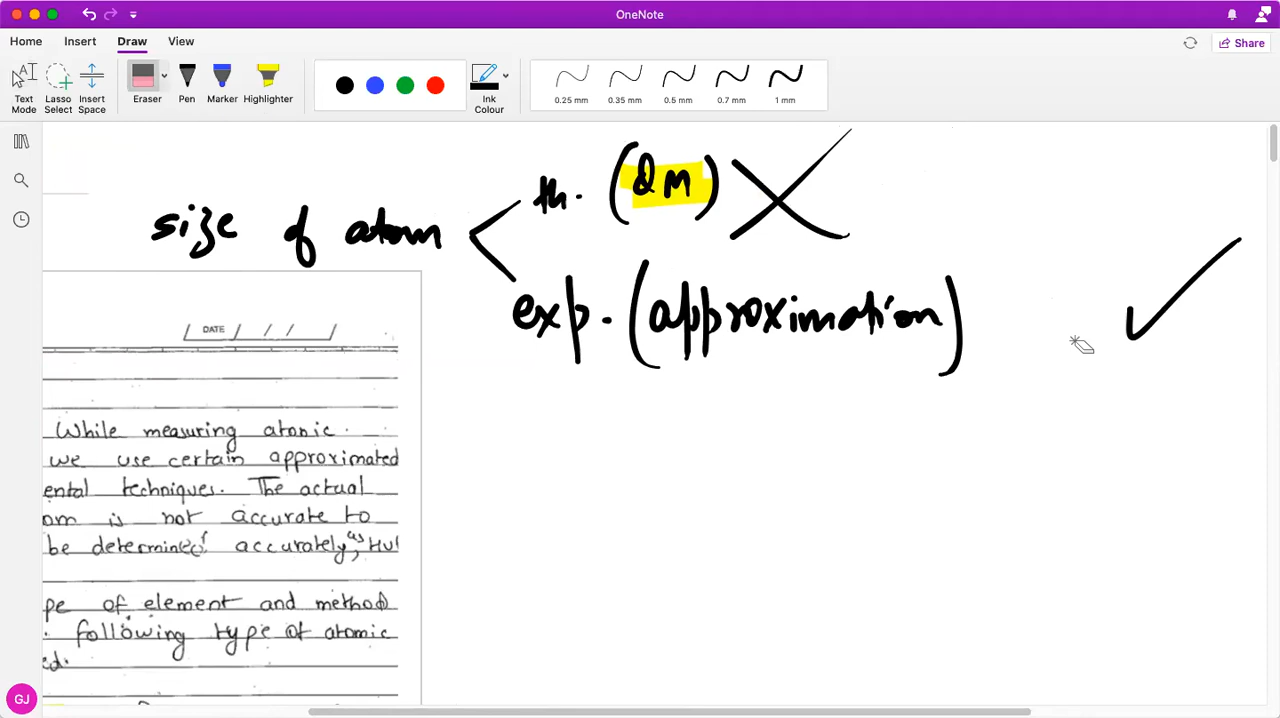 OneNote
Home Insert Draw View
Share
Text Mode
Lasso Select
Insert Space
Eraser
Pen
Marker
Highlighter
Ink Colour
0.25 mm
0.35 mm
0.5 mm
0.7 mm
1 mm
th. (QM)
size of atom
exp. (approximation)
DATE / / /
While measuring atomic
we use certain approximated
ental techniques. The actual
om is not accurate to
be determined accurately, as
pe of element and method
. following type of atomic
ed.
GJ